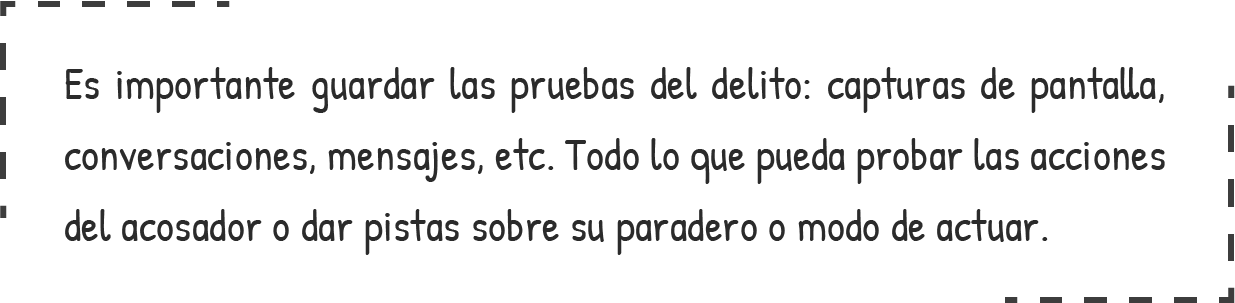 Es importante guardar las pruebas del delito: capturas de pantalla,
conversaciones, mensajes, etc. Todo lo que pueda probar las acciones
del acosador o dar pistas sobre su paradero o modo de actuar.